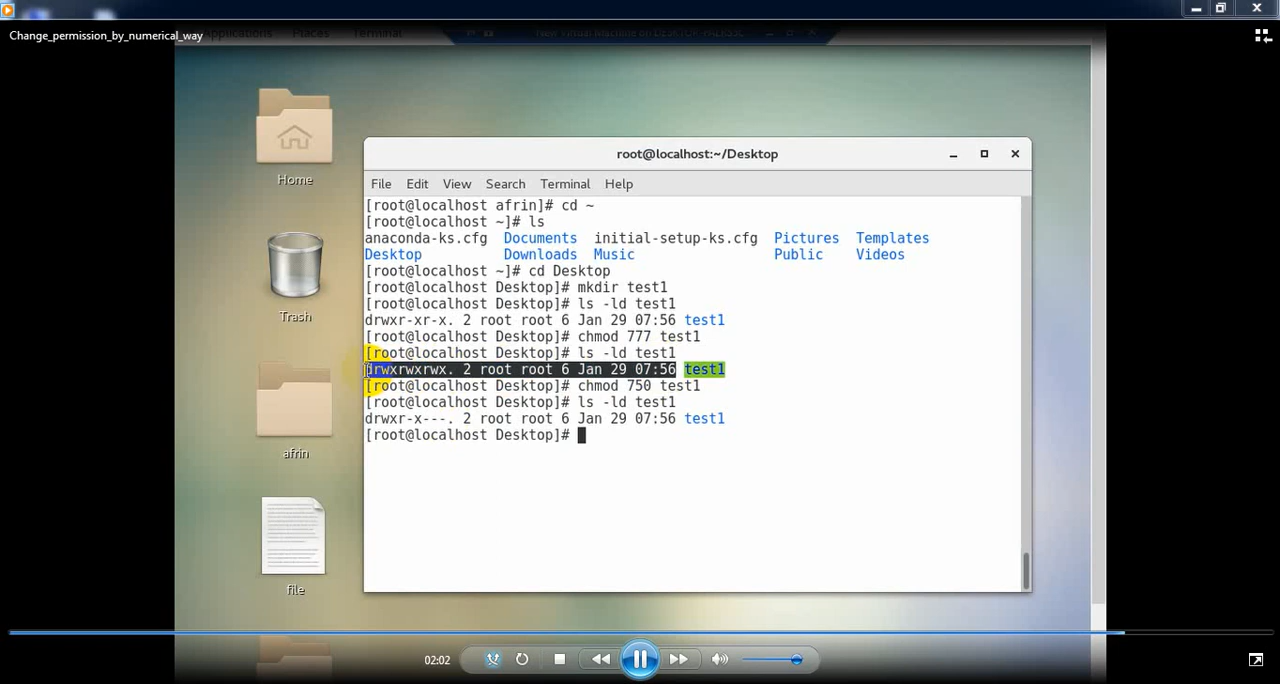 Change_permission_by_numerical_way
Applications Places Terminal
Home
Trash
afrin
file
root@localhost:~/Desktop
File Edit View Search Terminal Help
[root@localhost afrin]# cd ~
[root@localhost ~]# ls
anaconda-ks.cfg Documents initial-setup-ks.cfg Pictures Templates
Desktop Downloads Music Public Videos
[root@localhost ~]# cd Desktop
[root@localhost Desktop]# mkdir test1
[root@localhost Desktop]# ls -ld test1
drwxr-xr-x. 2 root root 6 Jan 29 07:56 test1
[root@localhost Desktop]# chmod 777 test1
[root@localhost Desktop]# ls -ld test1
drwxrwxrwx. 2 root root 6 Jan 29 07:56 test1
[root@localhost Desktop]# chmod 750 test1
[root@localhost Desktop]# ls -ld test1
drwxr-x---. 2 root root 6 Jan 29 07:56 test1
[root@localhost Desktop]#
02:02